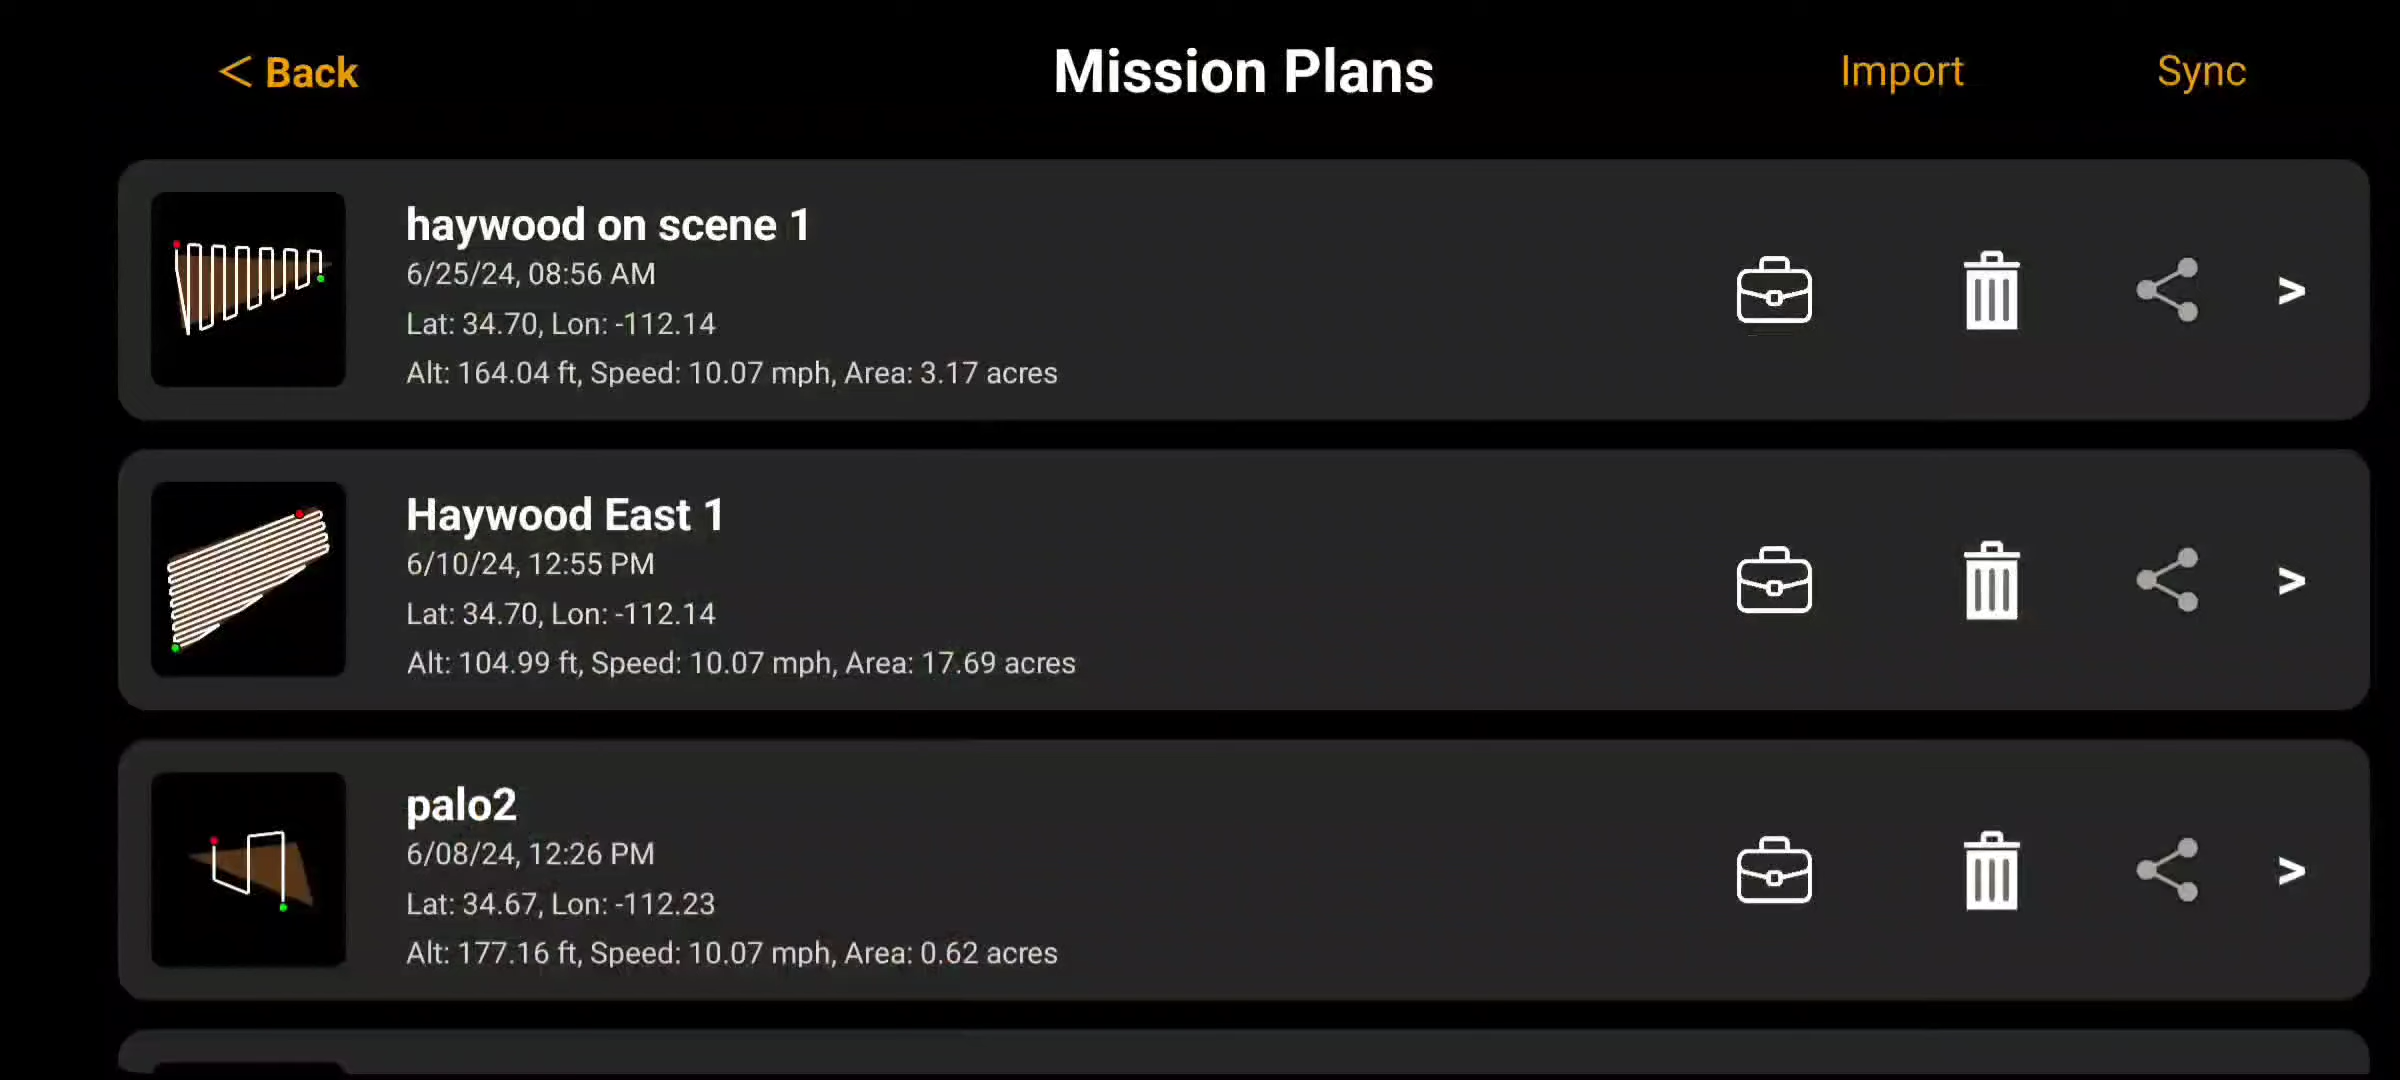 < Back
Mission Plans
Import
Sync
haywood on scene 1
6/25/24, 08:56 AM
Lat: 34.70, Lon: -112.14
Alt: 164.04 ft, Speed: 10.07 mph, Area: 3.17 acres
>
Haywood East 1
6/10/24, 12:55 PM
Lat: 34.70, Lon: -112.14
Alt: 104.99 ft, Speed: 10.07 mph, Area: 17.69 acres
>
palo2
6/08/24, 12:26 PM
Lat: 34.67, Lon: -112.23
Alt: 177.16 ft, Speed: 10.07 mph, Area: 0.62 acres
>